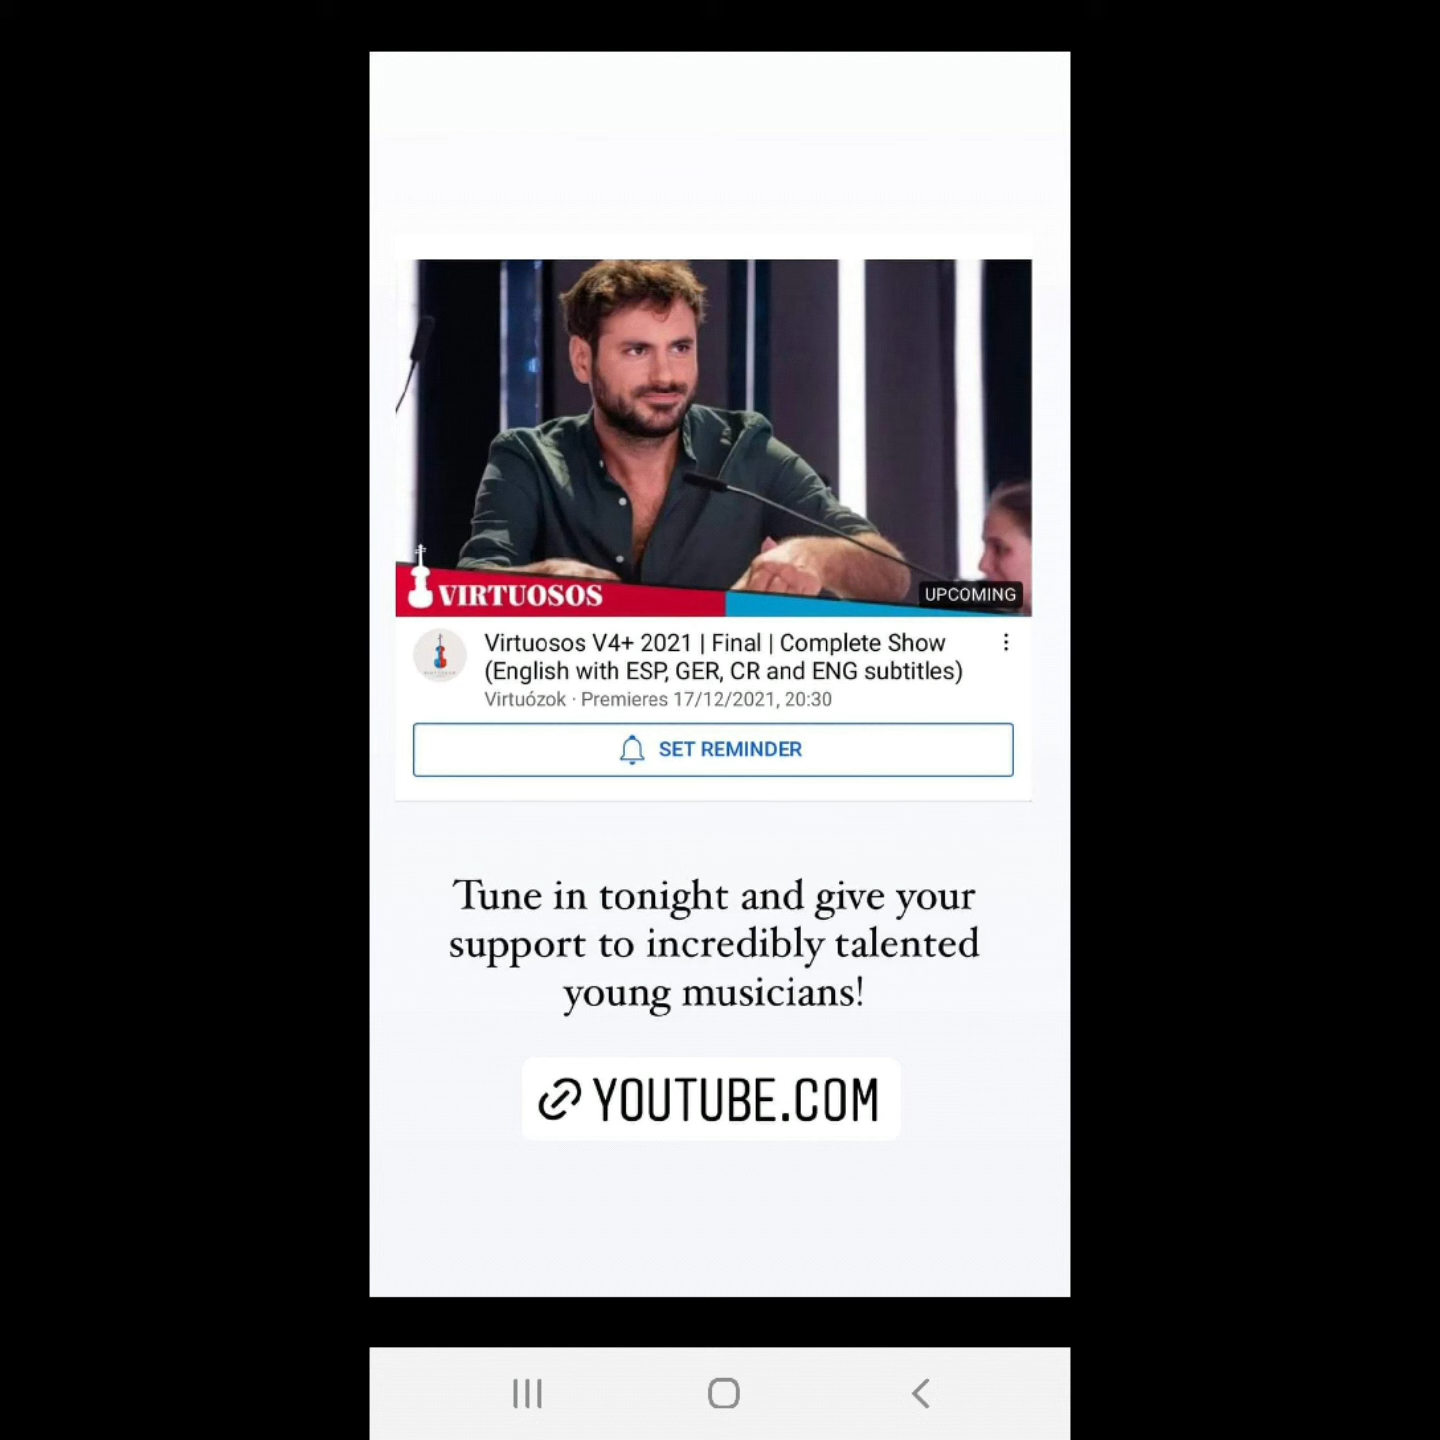 VIRTUOSOS
UPCOMING
Virtuosos V4+ 2021 | Final | Complete Show
(English with ESP, GER, CR and ENG subtitles)
Virtuózok · Premieres 17/12/2021, 20:30
SET REMINDER
Tune in tonight and give your
support to incredibly talented
young musicians!
YOUTUBE.COM